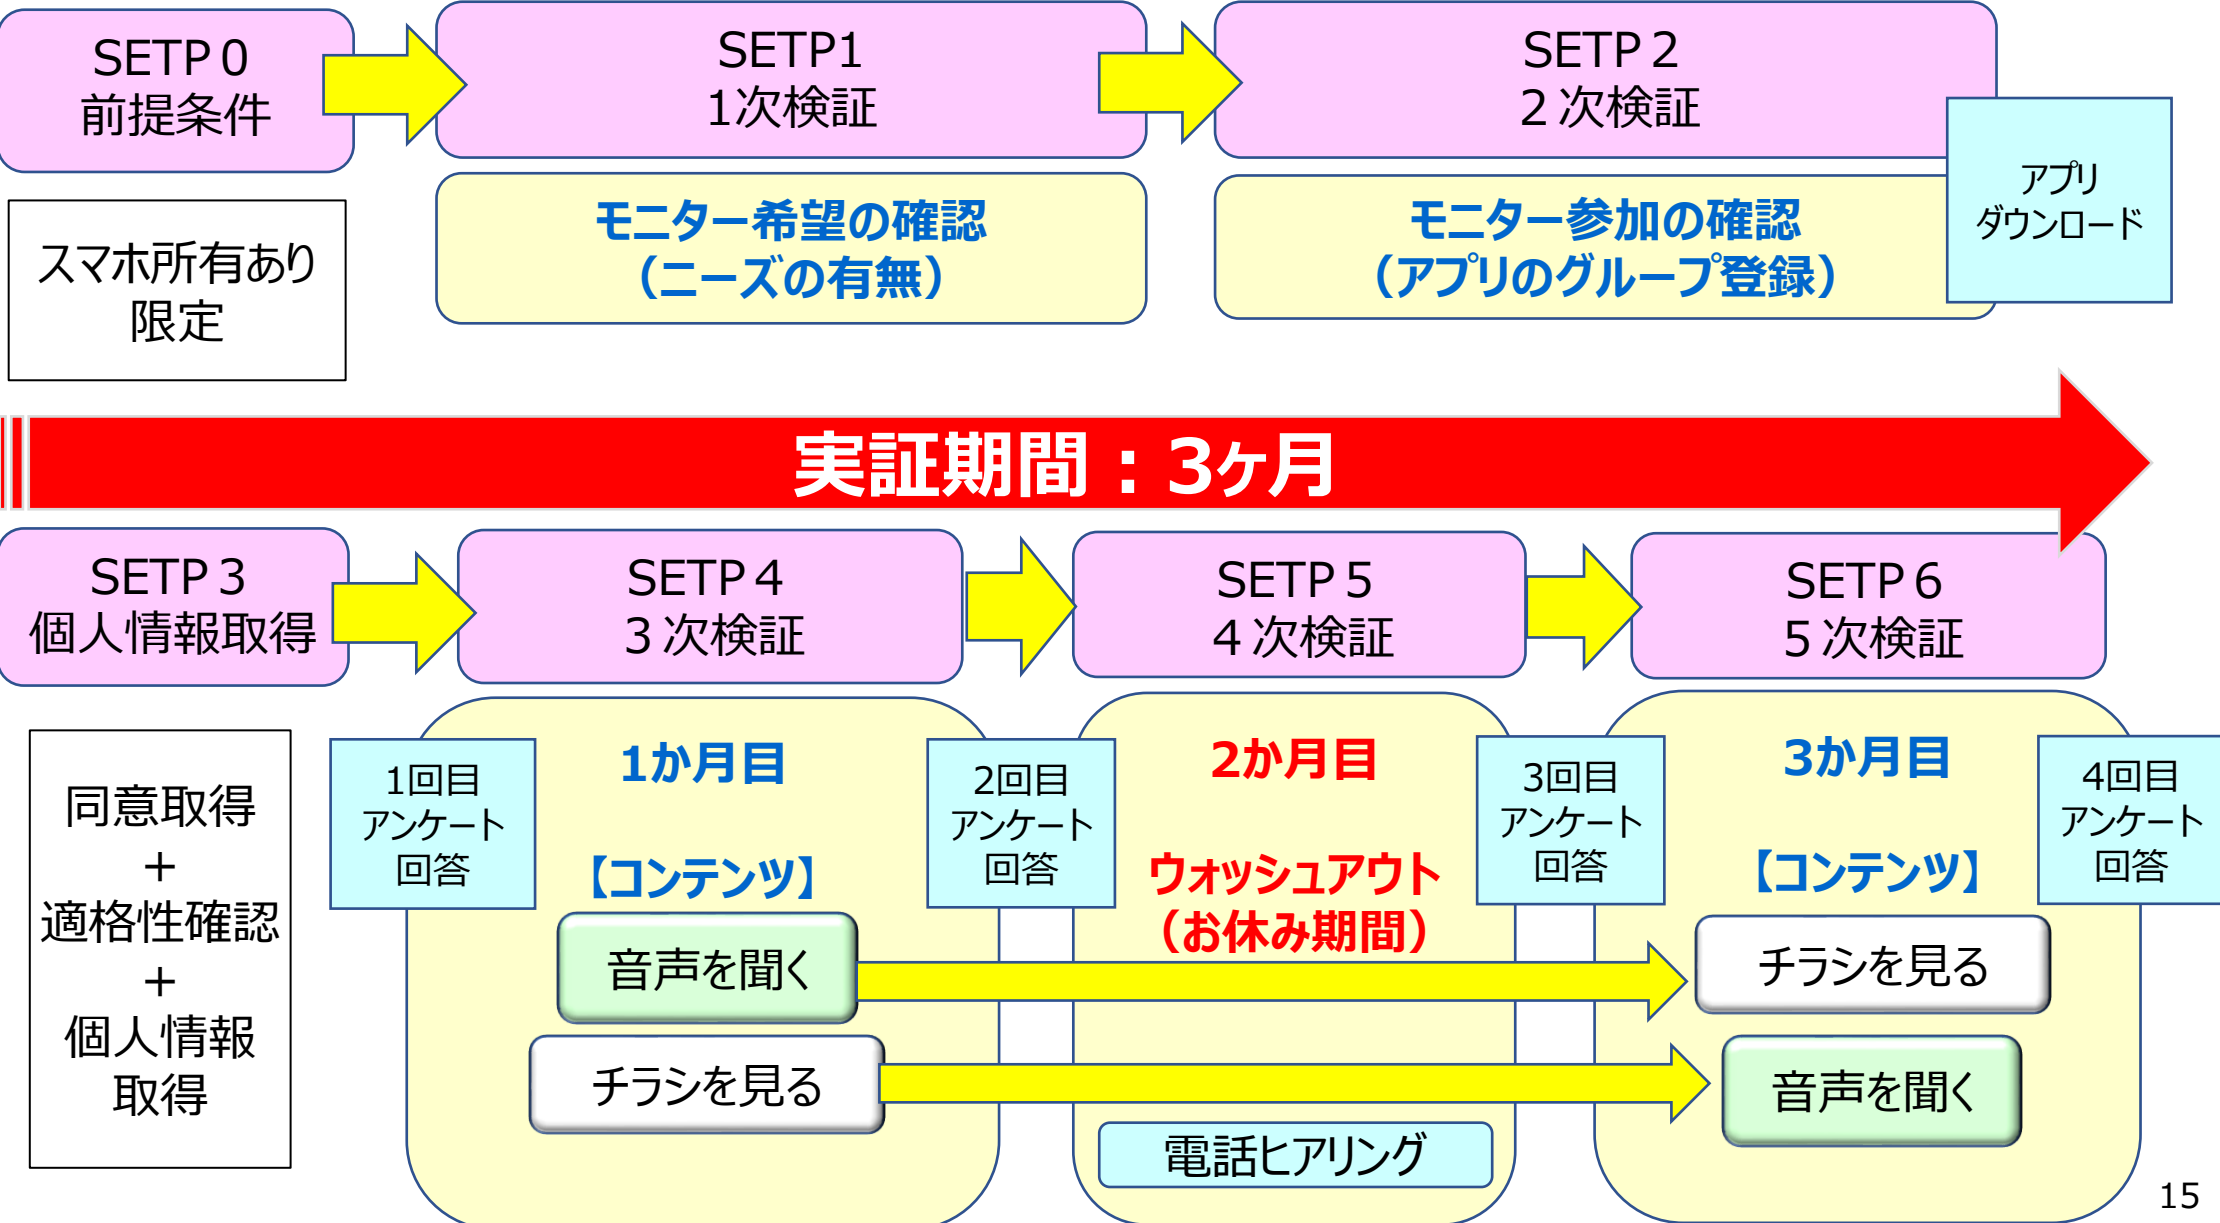 SETP０
前提条件
SETP1
1次検証
SETP２
２次検証
アプリ
ダウンロード
スマホ所有あり
限定
モニター希望の確認
（ニーズの有無）
モニター参加の確認
（アプリのグループ登録）
実証期間：3ヶ月
SETP３
個人情報取得
SETP４
３次検証
SETP５
４次検証
SETP６
５次検証
同意取得
＋
適格性確認
＋
個人情報
取得
1回目
アンケート
回答
1か月目
【コンテンツ】
音声を聞く
チラシを見る
2回目
アンケート
回答
2か月目
ウォッシュアウト
（お休み期間）
電話ヒアリング
3回目
アンケート
回答
3か月目
【コンテンツ】
チラシを見る
音声を聞く
4回目
アンケート
回答
15